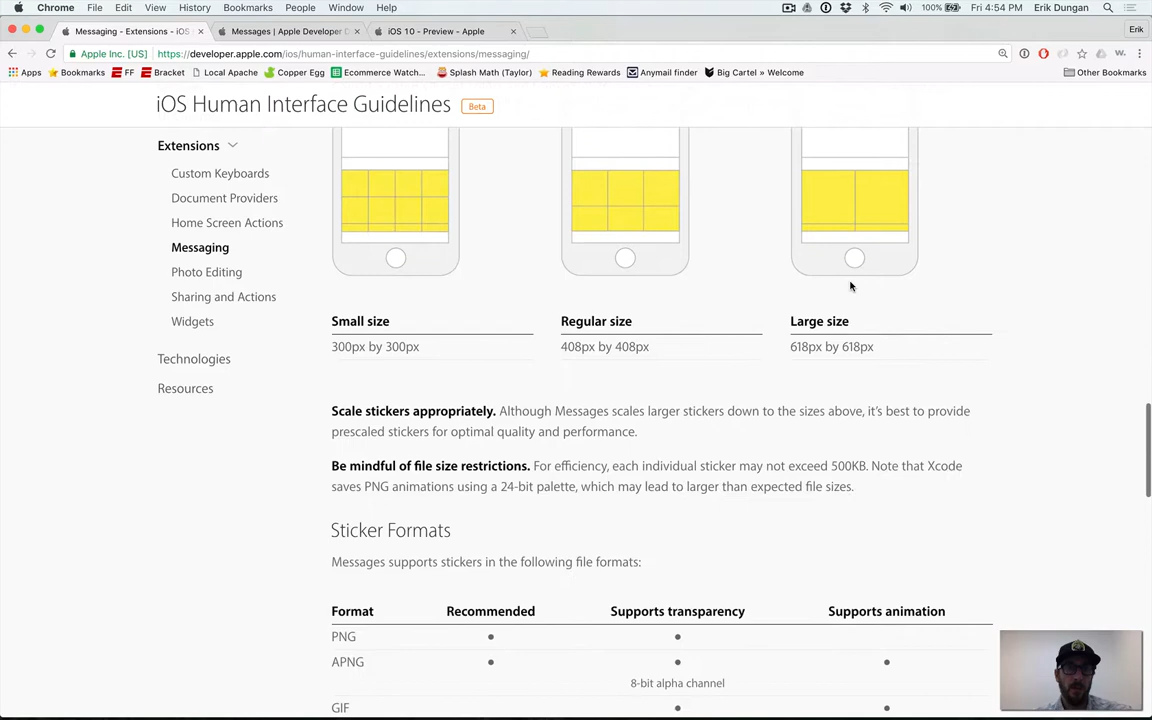 Chrome File Edit View History Bookmarks People Window Help 100% Fri 4:54 PM Erik Dungan
Messaging - Extensions - iOS Messages | Apple Developer D iOS 10 - Preview - Apple Erik
Apple Inc. [US] https://developer.apple.com/ios/human-interface-guidelines/extensions/messaging/
Apps Bookmarks FF Bracket Local Apache Copper Egg Ecommerce Watch... Splash Math (Taylor) Reading Rewards Anymail finder Big Cartel » Welcome Other Bookmarks
iOS Human Interface Guidelines Beta
Extensions
Custom Keyboards
Document Providers
Home Screen Actions
Messaging
Photo Editing
Sharing and Actions
Widgets
Technologies
Resources
Small size Regular size Large size
300px by 300px 408px by 408px 618px by 618px
Scale stickers appropriately. Although Messages scales larger stickers down to the sizes above, it's best to provide
prescaled stickers for optimal quality and performance.
Be mindful of file size restrictions. For efficiency, each individual sticker may not exceed 500KB. Note that Xcode
saves PNG animations using a 24-bit palette, which may lead to larger than expected file sizes.
Sticker Formats
Messages supports stickers in the following file formats:
Format Recommended Supports transparency Supports animation
PNG
APNG
8-bit alpha channel
GIF